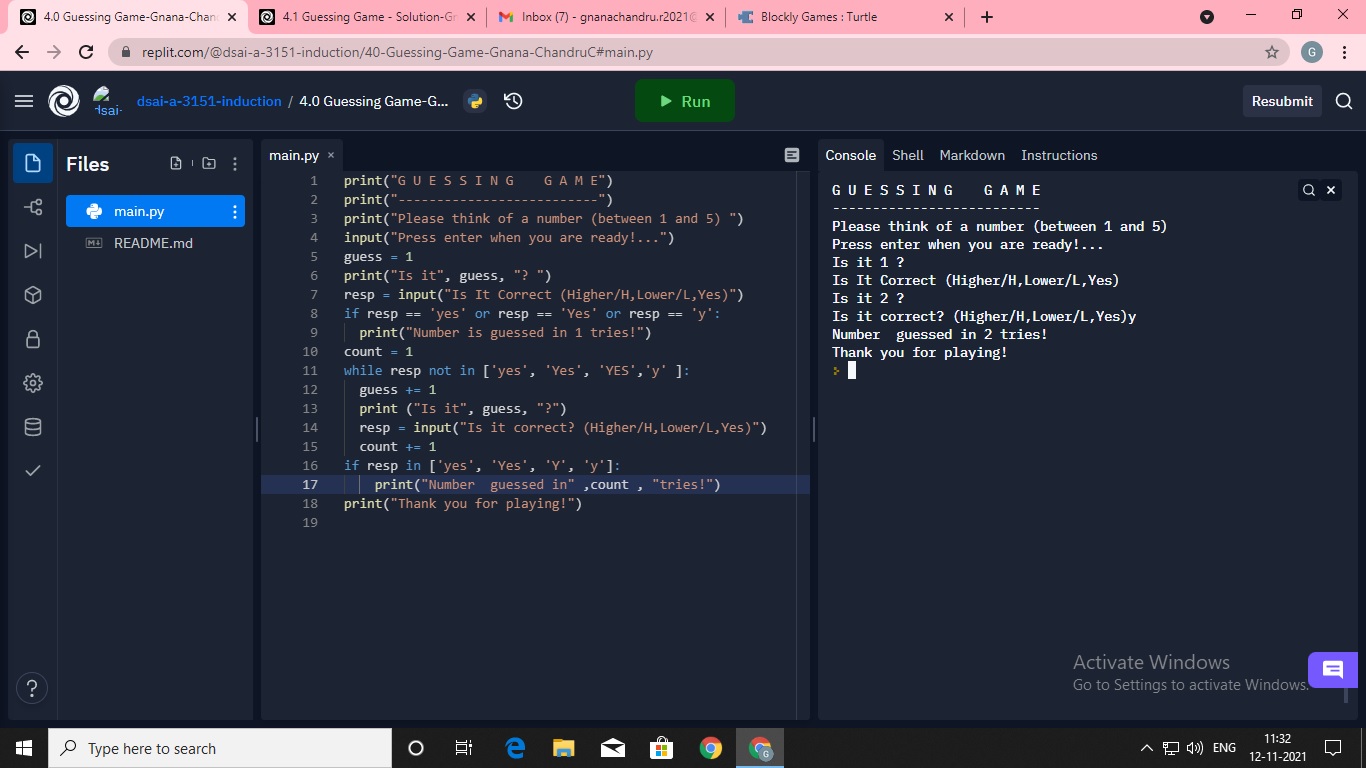 4.0 Guessing Game-Gnana-Chan
4.1 Guessing Game - Solution-Gr
Inbox (7) - gnanachandru.r2021@
Blockly Games : Turtle
replit.com/@dsai-a-3151-induction/40-Guessing-Game-Gnana-ChandruC#main.py
G
dsai-
dsai-a-3151-induction / 4.0 Guessing Game-G...
Run
Resubmit
Files
main.py
README.md
main.py
1 print("G U E S S I N G    G A M E")
2 print("--------------------------")
3 print("Please think of a number (between 1 and 5) ")
4 input("Press enter when you are ready!...")
5 guess = 1
6 print("Is it", guess, "? ")
7 resp = input("Is It Correct (Higher/H,Lower/L,Yes)")
8 if resp == 'yes' or resp == 'Yes' or resp == 'y':
9   print("Number is guessed in 1 tries!")
10 count = 1
11 while resp not in ['yes', 'Yes', 'YES','y' ]:
12   guess += 1
13   print ("Is it", guess, "?")
14   resp = input("Is it correct? (Higher/H,Lower/L,Yes)")
15   count += 1
16 if resp in ['yes', 'Yes', 'Y', 'y']:
17     print("Number  guessed in" ,count , "tries!")
18 print("Thank you for playing!")
19
Console Shell Markdown Instructions
G U E S S I N G    G A M E
--------------------------
Please think of a number (between 1 and 5)
Press enter when you are ready!...
Is it 1 ?
Is It Correct (Higher/H,Lower/L,Yes)
Is it 2 ?
Is it correct? (Higher/H,Lower/L,Yes)y
Number  guessed in 2 tries!
Thank you for playing!
Activate Windows
Go to Settings to activate Windows.
?
Type here to search
ENG
11:32
12-11-2021